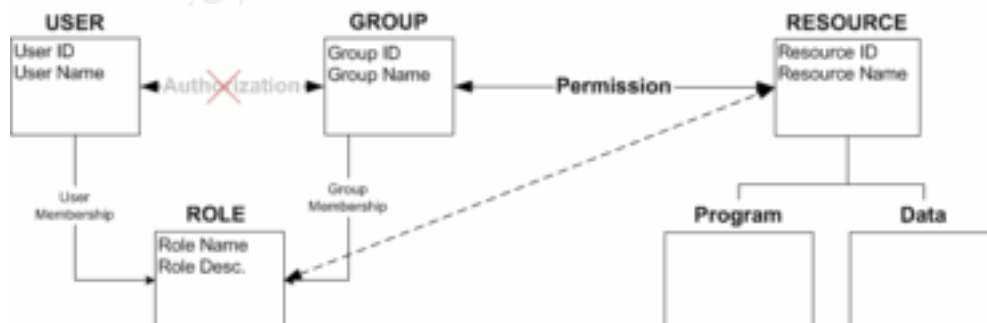 USER
GROUP
RESOURCE
User ID
User Name
Group ID
Group Name
Resource ID
Resource Name
Authorization
Permission
User
Membership
Group
Membership
ROLE
Role Name
Role Desc.
Program
Data